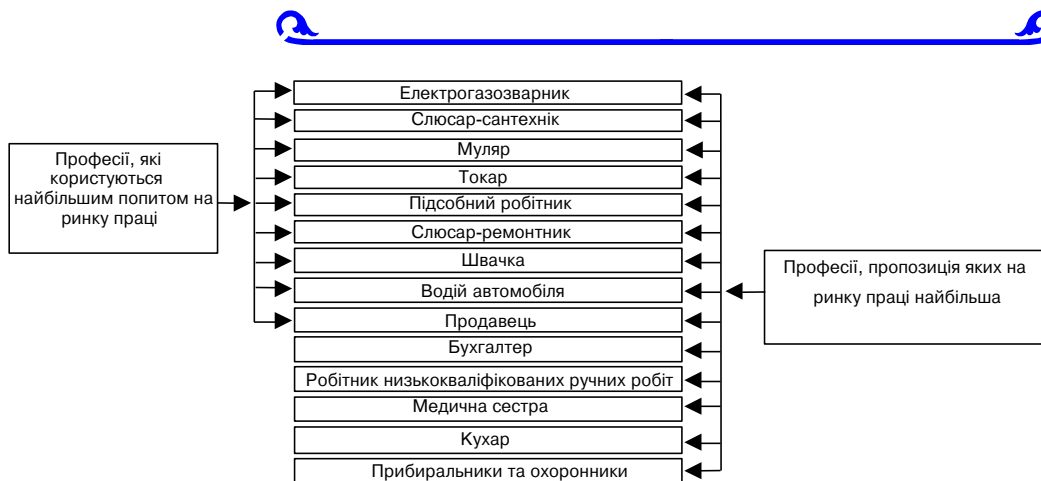 Професії, які
користуються
найбільшим попитом на
ринку праці
Електрогазозварник
Слюсар-сантехнік
Муляр
Токар
Підсобний робітник
Слюсар-ремонтник
Швачка
Водій автомобіля
Продавець
Бухгалтер
Робітник низькокваліфікованих ручних робіт
Медична сестра
Кухар
Прибиральники та охоронники
Професії, пропозиція яких на
ринку праці найбільша